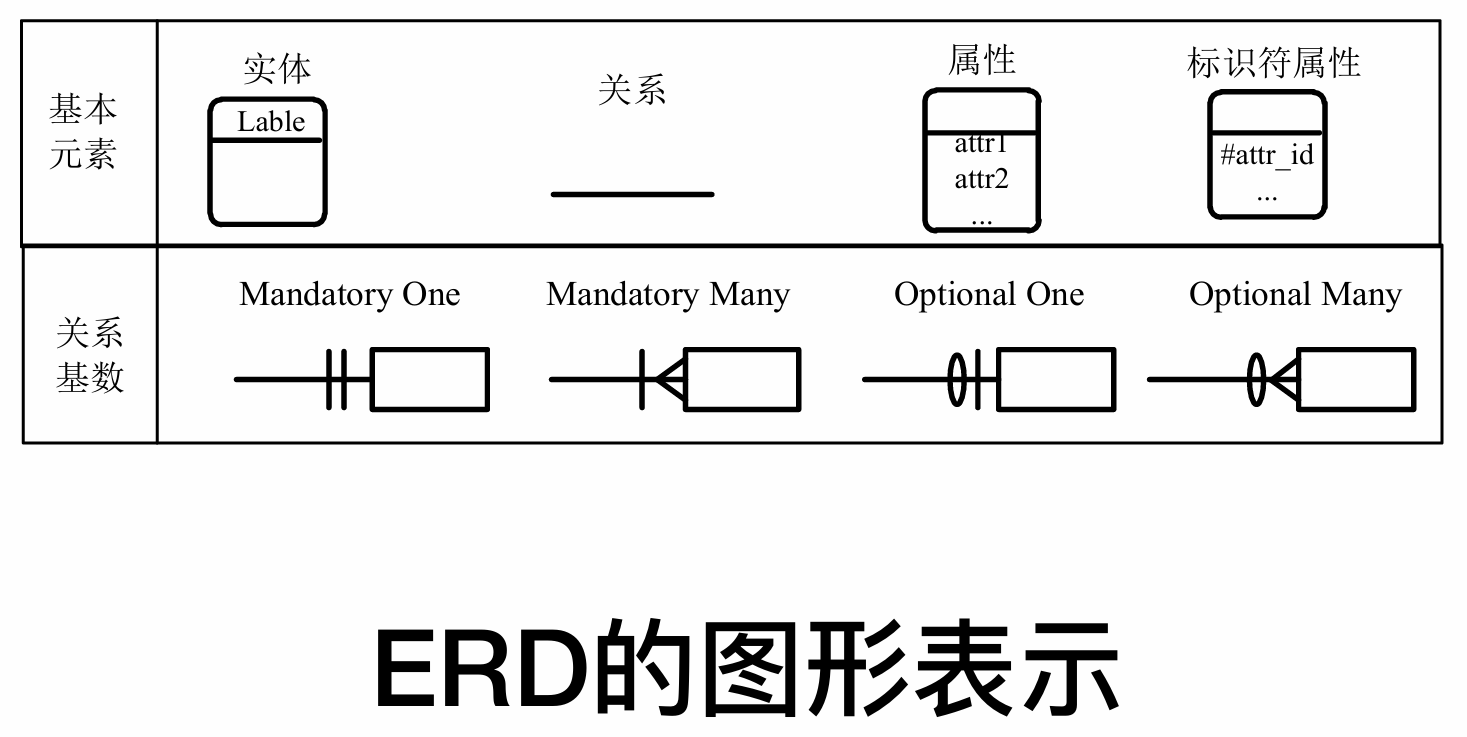 基本
元素
实体
Lable
关系
属性
attr1
attr2
...
标识符属性
#attr_id
...
关系
基数
Mandatory One
Mandatory Many
Optional One
Optional Many
ERD的图形表示